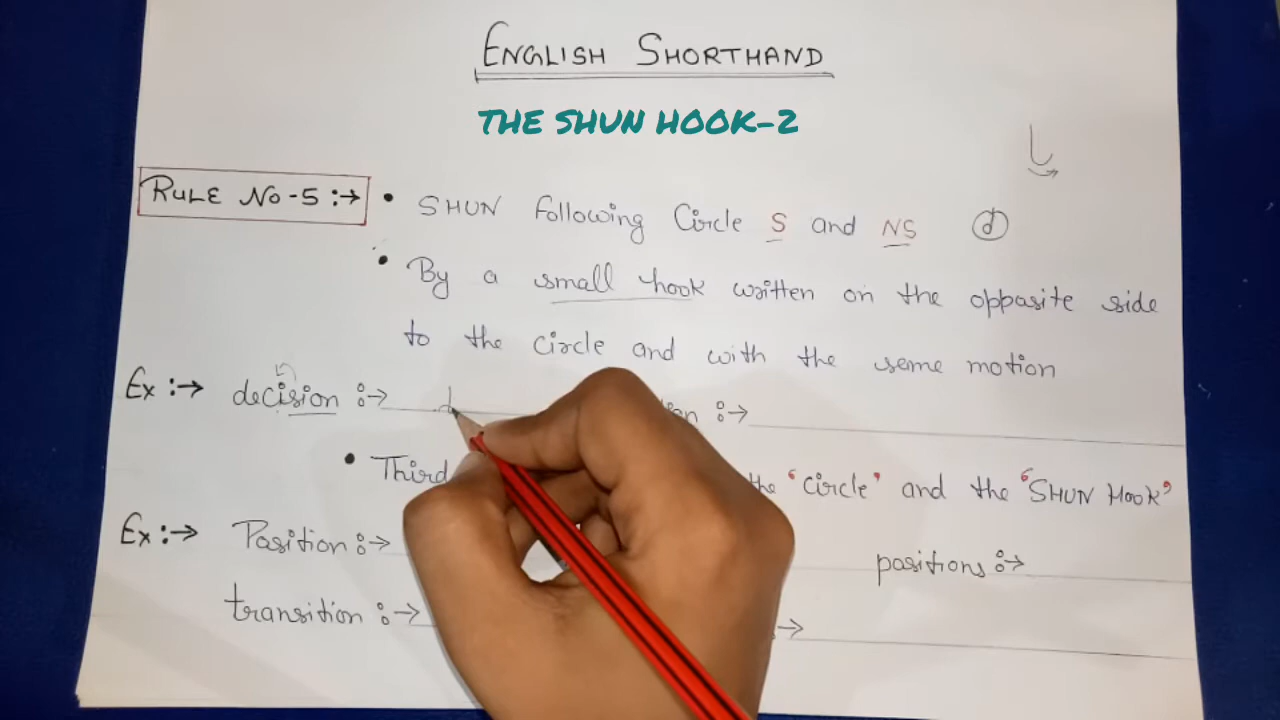 ENGLISH SHORTHAND
THE SHUN HOOK-2
RULE No-5 :→ • SHUN following Circle S and NS d
• By a small hook written on the opposite side
to the circle and with the seme motion
Ex :→ decision :→ :→
• Third the "Circle" and the "SHUN Hook"
Ex :→ Position :→ positions :→
transition :→ :→